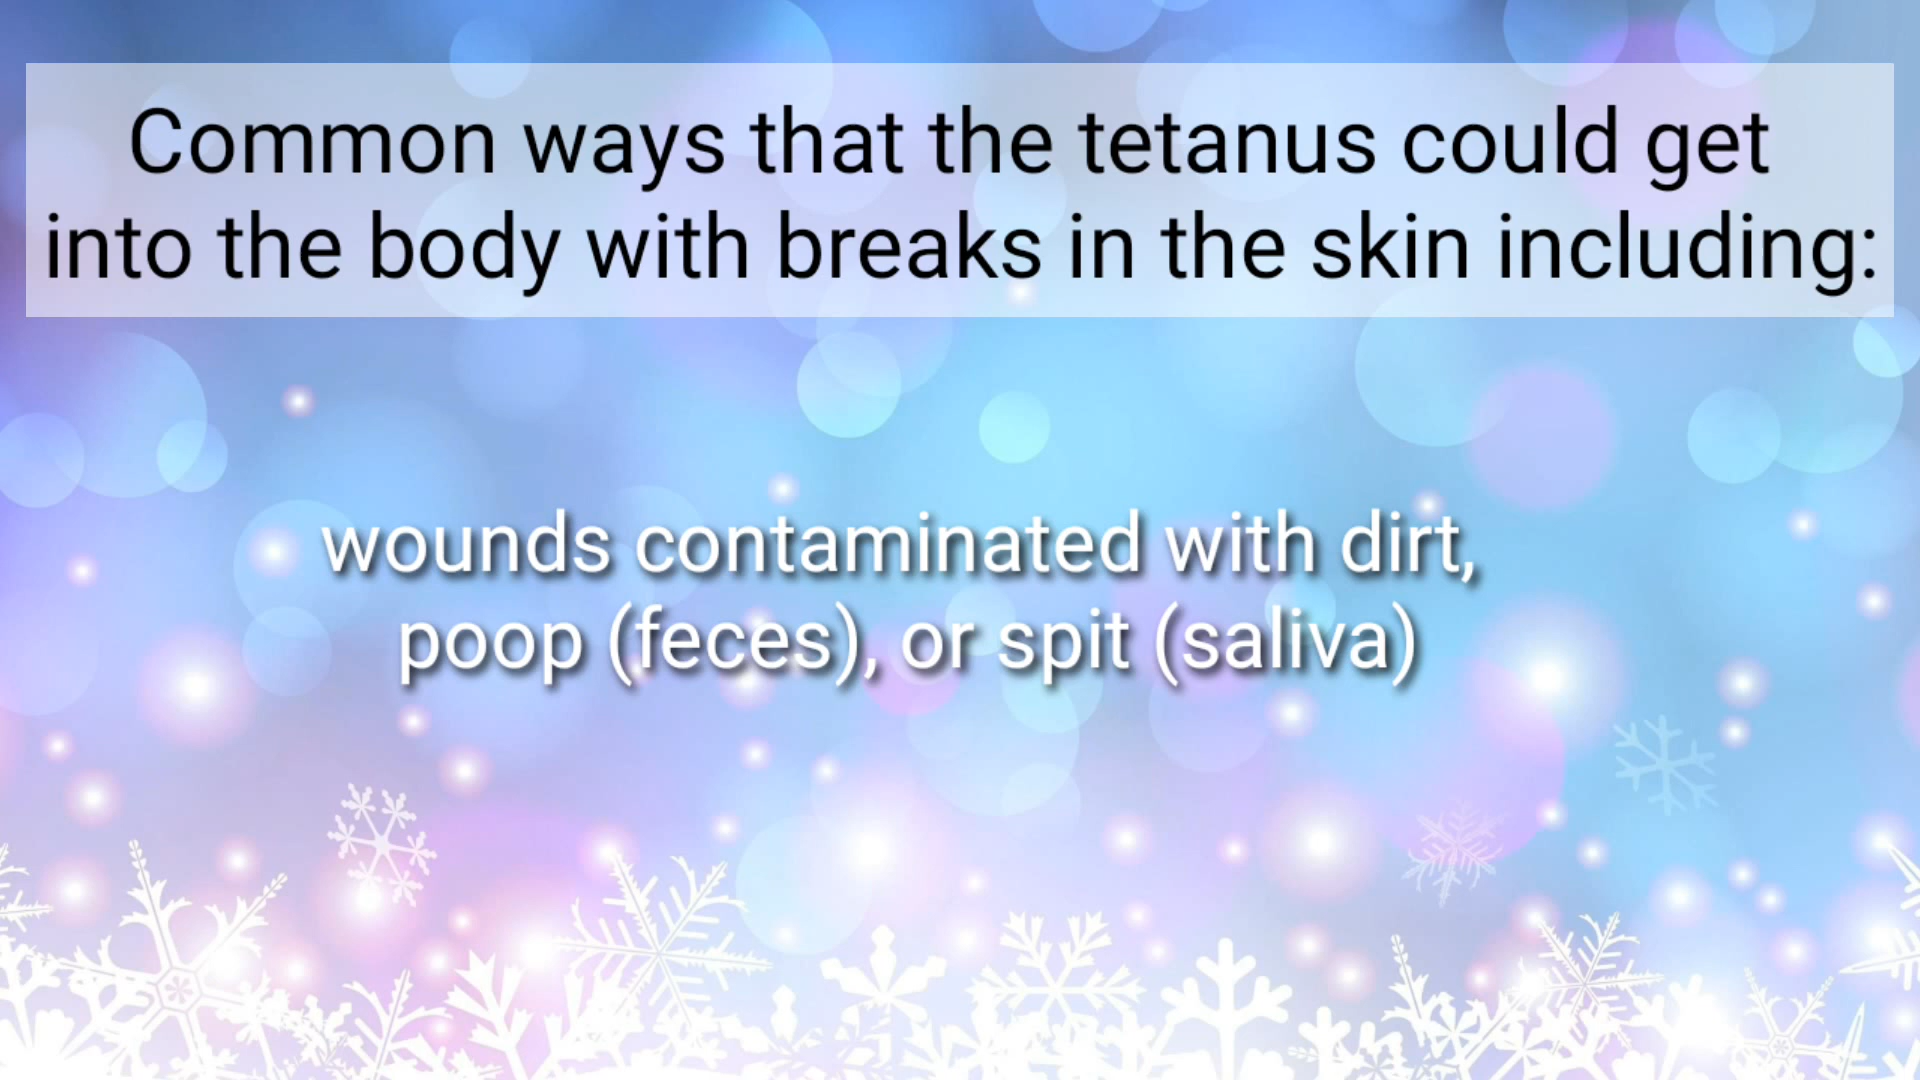 Common ways that the tetanus could get
into the body with breaks in the skin including:
wounds contaminated with dirt,
poop (feces), or spit (saliva)